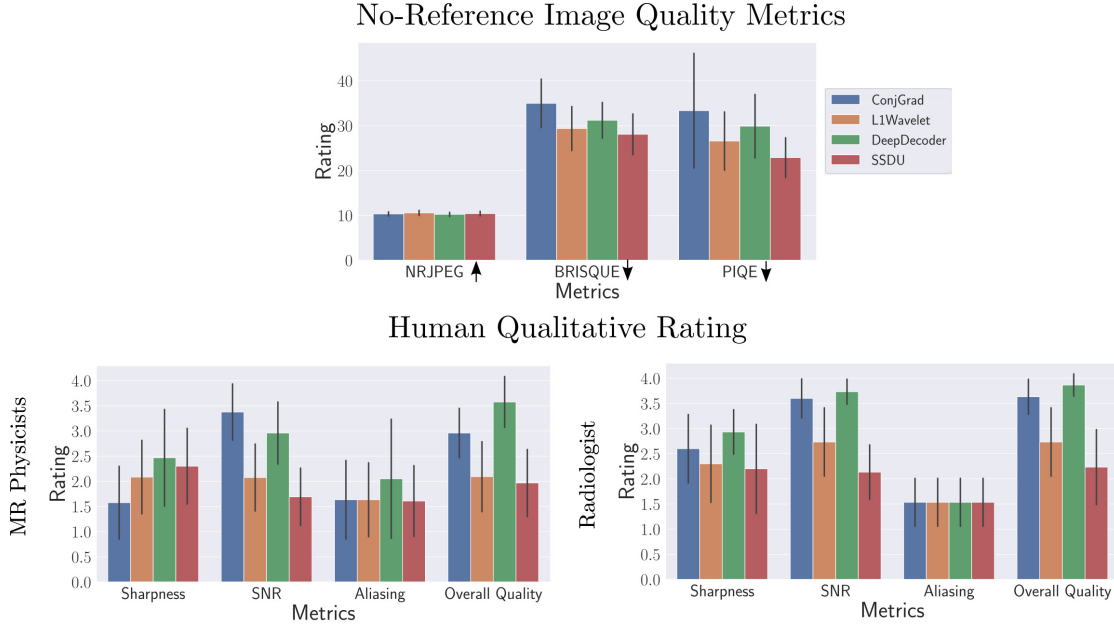 No-Reference Image Quality Metrics
Rating
40
30
20
10
0
NRJPEG
BRISQUE
PIQE
Metrics
ConjGrad
L1Wavelet
DeepDecoder
SSDU
Human Qualitative Rating
MR Physicists
Rating
4.0
3.5
3.0
2.5
2.0
1.5
1.0
0.5
0.0
Sharpness
SNR
Aliasing
Overall Quality
Metrics
Radiologist
Rating
4.0
3.5
3.0
2.5
2.0
1.5
1.0
0.5
0.0
Sharpness
SNR
Aliasing
Overall Quality
Metrics